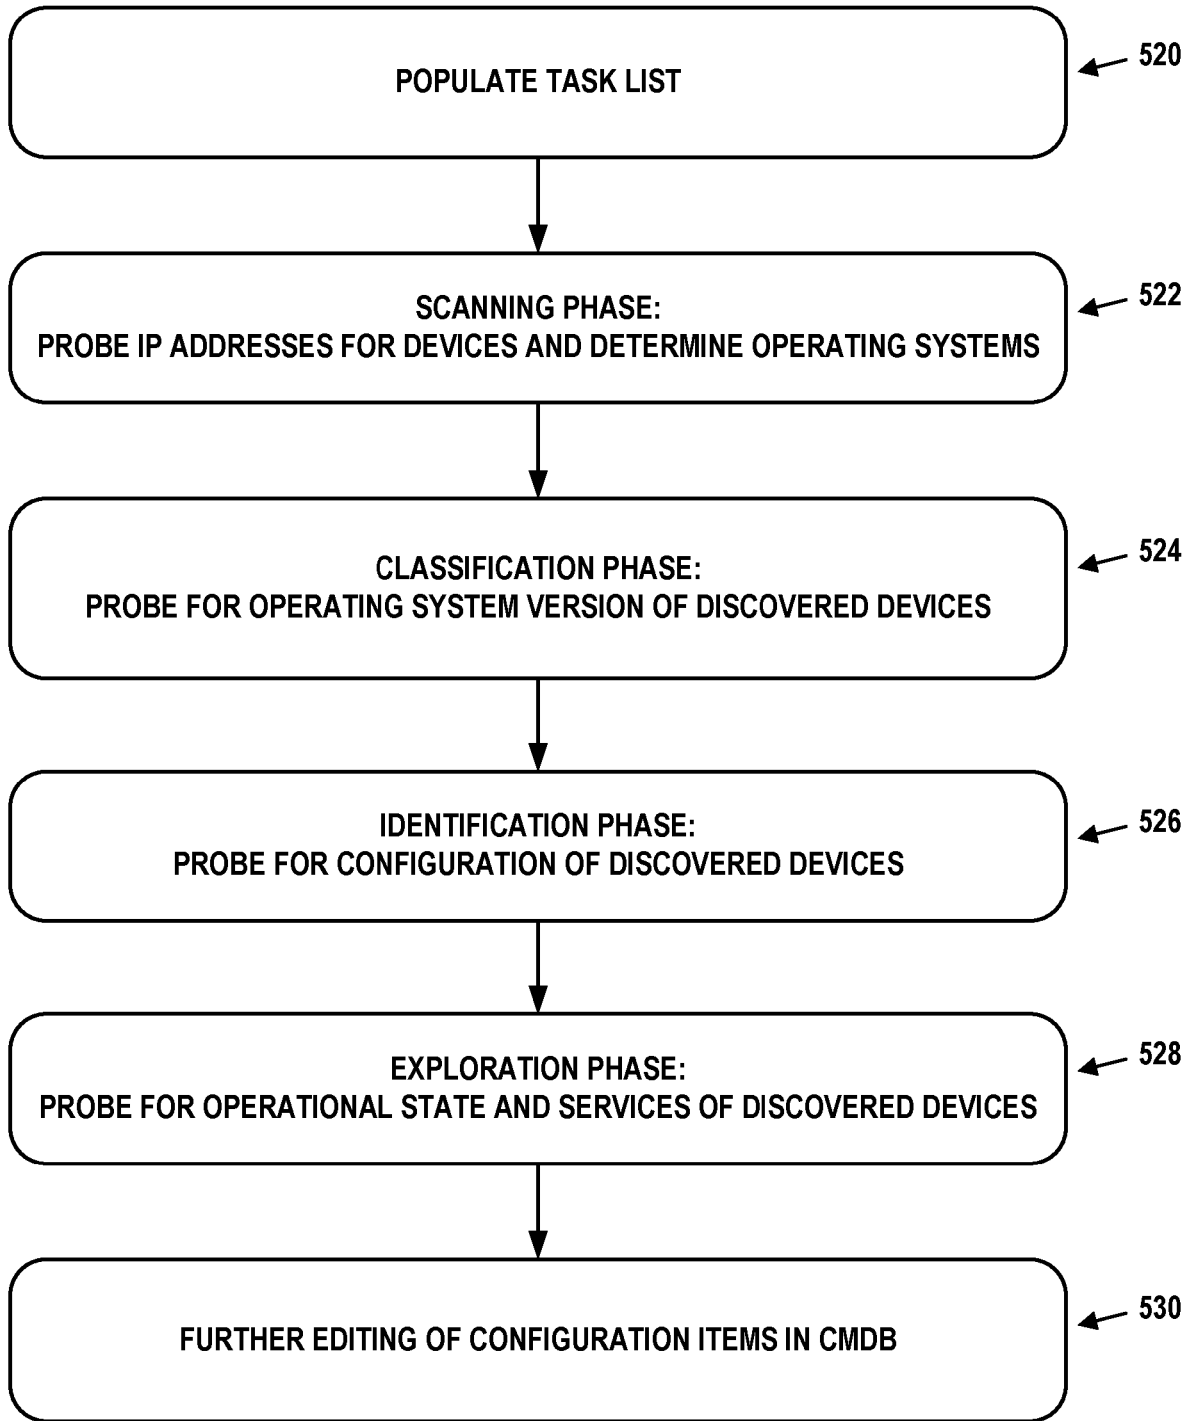 POPULATE TASK LIST
520
SCANNING PHASE:
PROBE IP ADDRESSES FOR DEVICES AND DETERMINE OPERATING SYSTEMS
522
CLASSIFICATION PHASE:
PROBE FOR OPERATING SYSTEM VERSION OF DISCOVERED DEVICES
524
IDENTIFICATION PHASE:
PROBE FOR CONFIGURATION OF DISCOVERED DEVICES
526
EXPLORATION PHASE:
PROBE FOR OPERATIONAL STATE AND SERVICES OF DISCOVERED DEVICES
528
FURTHER EDITING OF CONFIGURATION ITEMS IN CMDB
530